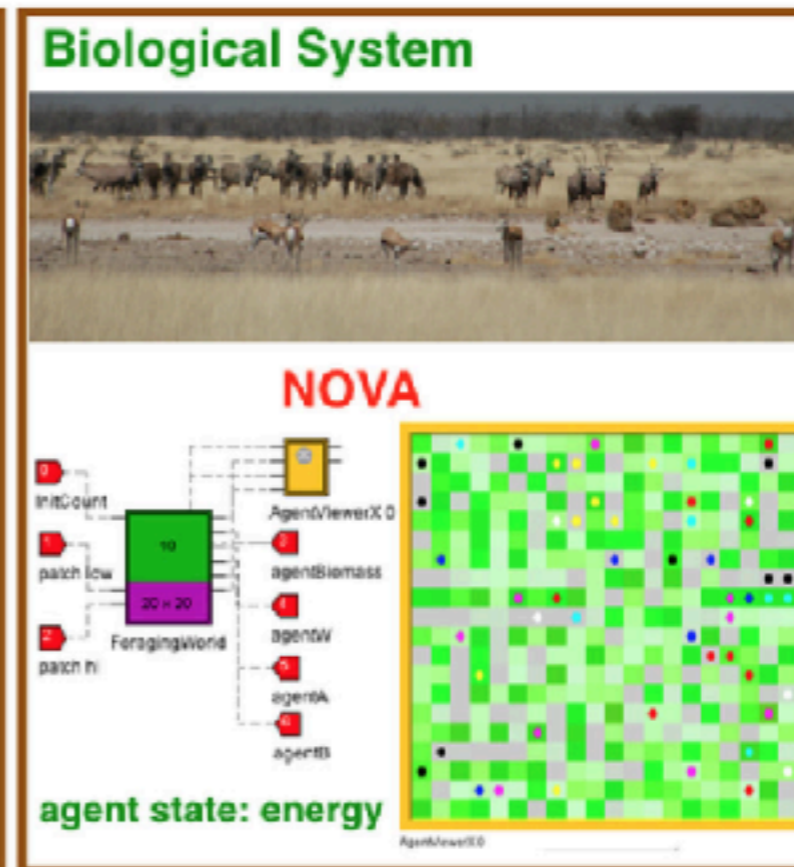 Biological System
NOVA
InitCount
patch low
patch hi
10
20 x 20
ForagingWorld
AgentViewerX 0
agentBiomass
agentW
agentA
agentB
agent state: energy
AgentViewerX 0